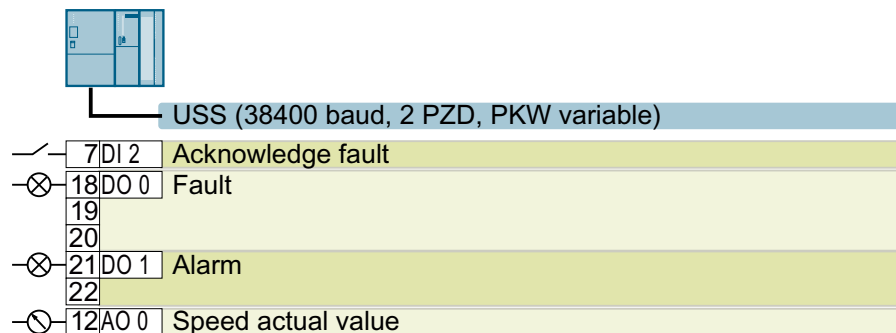 USS (38400 baud, 2 PZD, PKW variable)
7 DI 2 Acknowledge fault
18 DO 0 Fault
19
20
21 DO 1 Alarm
22
12 AO 0 Speed actual value